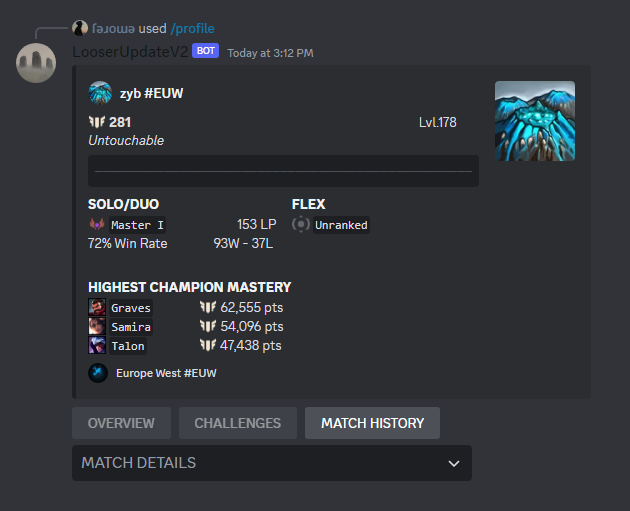 used /profile
LooserUpdateV2 BOT Today at 3:12 PM
zyb #EUW
281 Lvl.178
Untouchable
SOLO/DUO FLEX
Master I 153 LP Unranked
72% Win Rate 93W - 37L
HIGHEST CHAMPION MASTERY
Graves 62,555 pts
Samira 54,096 pts
Talon 47,438 pts
Europe West #EUW
OVERVIEW CHALLENGES MATCH HISTORY
MATCH DETAILS